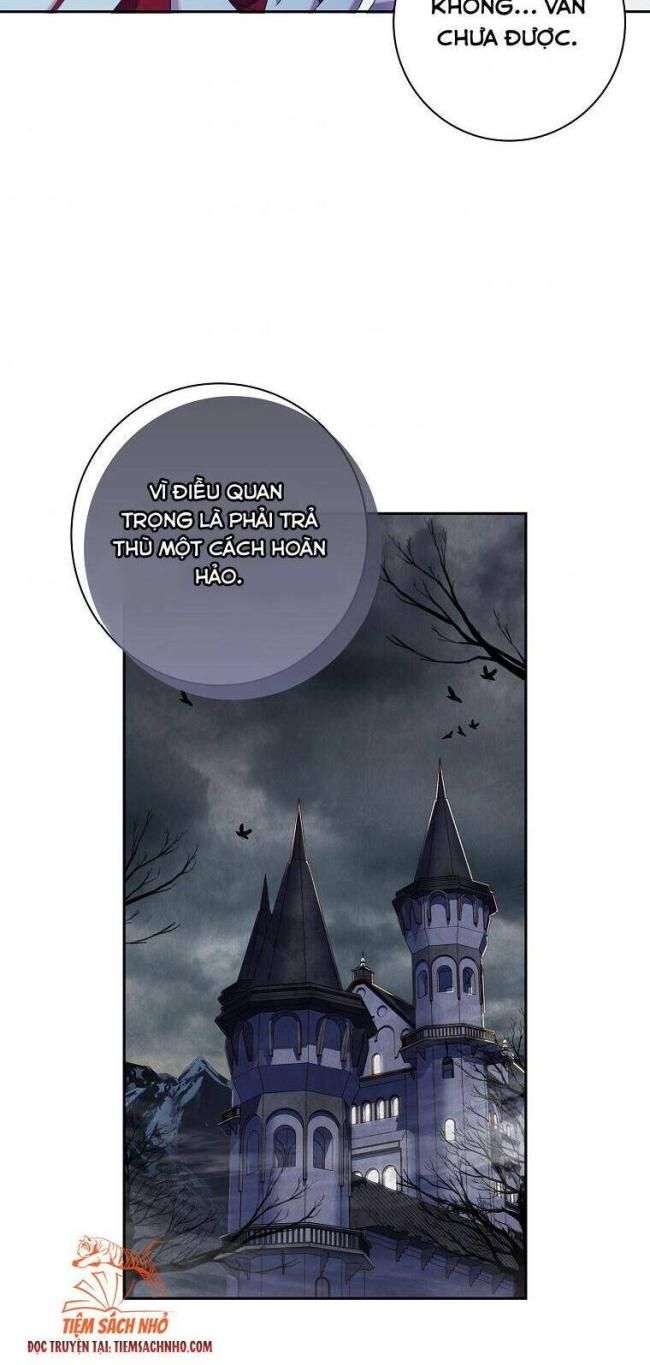 KHÔNG... VẪN
CHƯA ĐƯỢC.
VÌ ĐIỀU QUAN
TRỌNG LÀ PHẢI TRẢ
THÙ MỘT CÁCH HOÀN
HẢO.
TIỆM SÁCH NHỎ
ĐỌC TRUYỆN TẠI: TIEMSACHNHO.COM